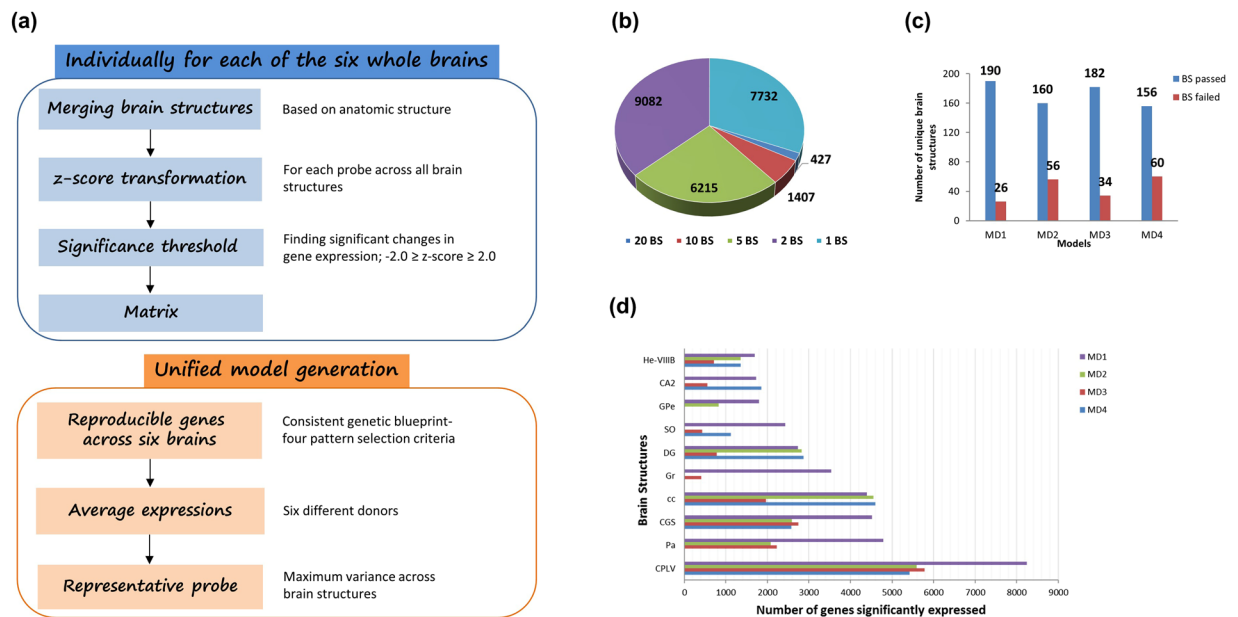 (a)
Individually for each of the six whole brains
Merging brain structures
Based on anatomic structure
z-score transformation
For each probe across all brain
structures
Significance threshold
Finding significant changes in
gene expression; -2.0 ≥ z-score ≥ 2.0
Matrix
Unified model generation
Reproducible genes
across six brains
Consistent genetic blueprint-
four pattern selection criteria
Average expressions
Six different donors
Representative probe
Maximum variance across
brain structures
(b)
9082
7732
427
6215
1407
20 BS 10 BS 5 BS 2 BS 1 BS
(c)
Number of unique brain
structures
200
160
120
80
40
0
190
26
160
56
182
34
156
60
MD1 MD2 MD3 MD4
Models
BS passed
BS failed
(d)
Brain Structures
He-VIIIB
CA2
GPe
SO
DG
Gr
cc
CGS
Pa
CPLV
0 1000 2000 3000 4000 5000 6000 7000 8000 9000
Number of genes significantly expressed
MD1
MD2
MD3
MD4